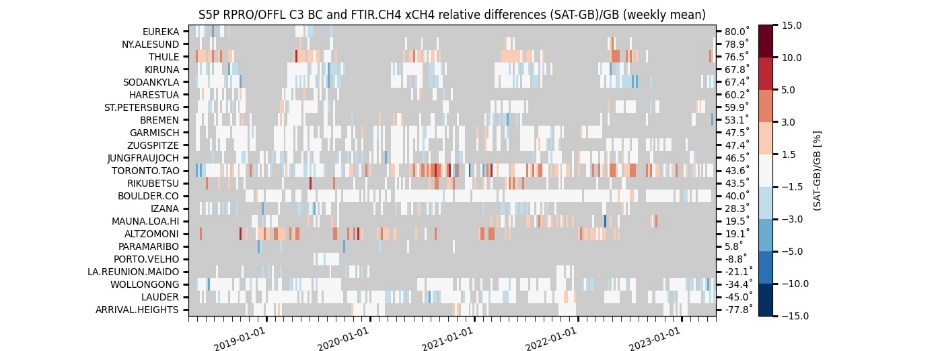 S5P RPRO/OFFL C3 BC and FTIR.CH4 xCH4 relative differences (SAT-GB)/GB (weekly mean)
EUREKA 80.0˚
NY.ALESUND 78.9˚
THULE 76.5˚
KIRUNA 67.8˚
SODANKYLA 67.4˚
HARESTUA 60.2˚
ST.PETERSBURG 59.9˚
BREMEN 53.1˚
GARMISCH 47.5˚
ZUGSPITZE 47.4˚
JUNGFRAUJOCH 46.5˚
TORONTO.TAO 43.6˚
RIKUBETSU 43.5˚
BOULDER.CO 40.0˚
IZANA 28.3˚
MAUNA.LOA.HI 19.5˚
ALTZOMONI 19.1˚
PARAMARIBO 5.8˚
PORTO.VELHO -8.8˚
LA.REUNION.MAIDO -21.1˚
WOLLONGONG -34.4˚
LAUDER -45.0˚
ARRIVAL.HEIGHTS -77.8˚
2019-01-01 2020-01-01 2021-01-01 2022-01-01 2023-01-01
15.0
10.0
5.0
3.0
1.5
−1.5
−3.0
−5.0
−10.0
−15.0
(SAT-GB)/GB [%]